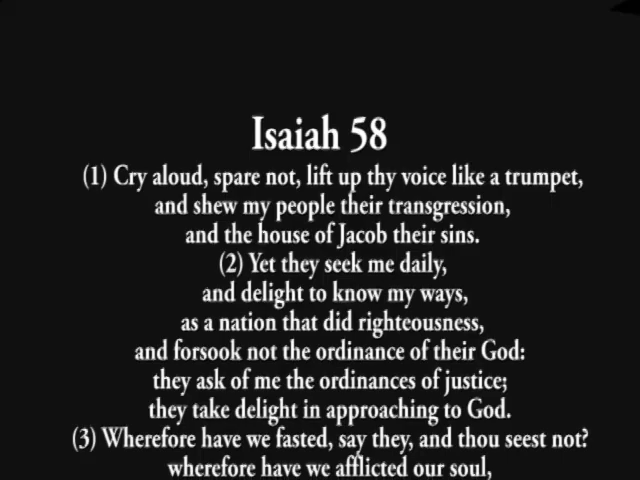 Isaiah 58
(1) Cry aloud, spare not, lift up thy voice like a trumpet,
and shew my people their transgression,
and the house of Jacob their sins.
(2) Yet they seek me daily,
and delight to know my ways,
as a nation that did righteousness,
and forsook not the ordinance of their God:
they ask of me the ordinances of justice;
they take delight in approaching to God.
(3) Wherefore have we fasted, say they, and thou seest not?
wherefore have we afflicted our soul,